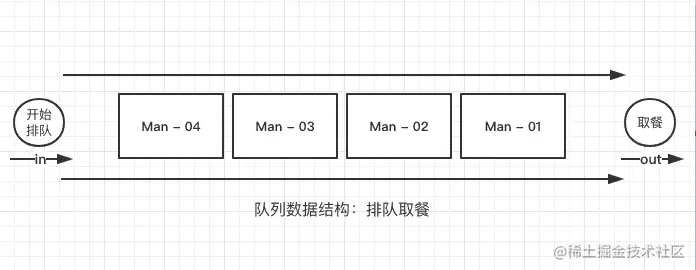 开始
排队
in
Man - 04
Man - 03
Man - 02
Man - 01
取餐
out
队列数据结构：排队取餐
@稀土掘金技术社区